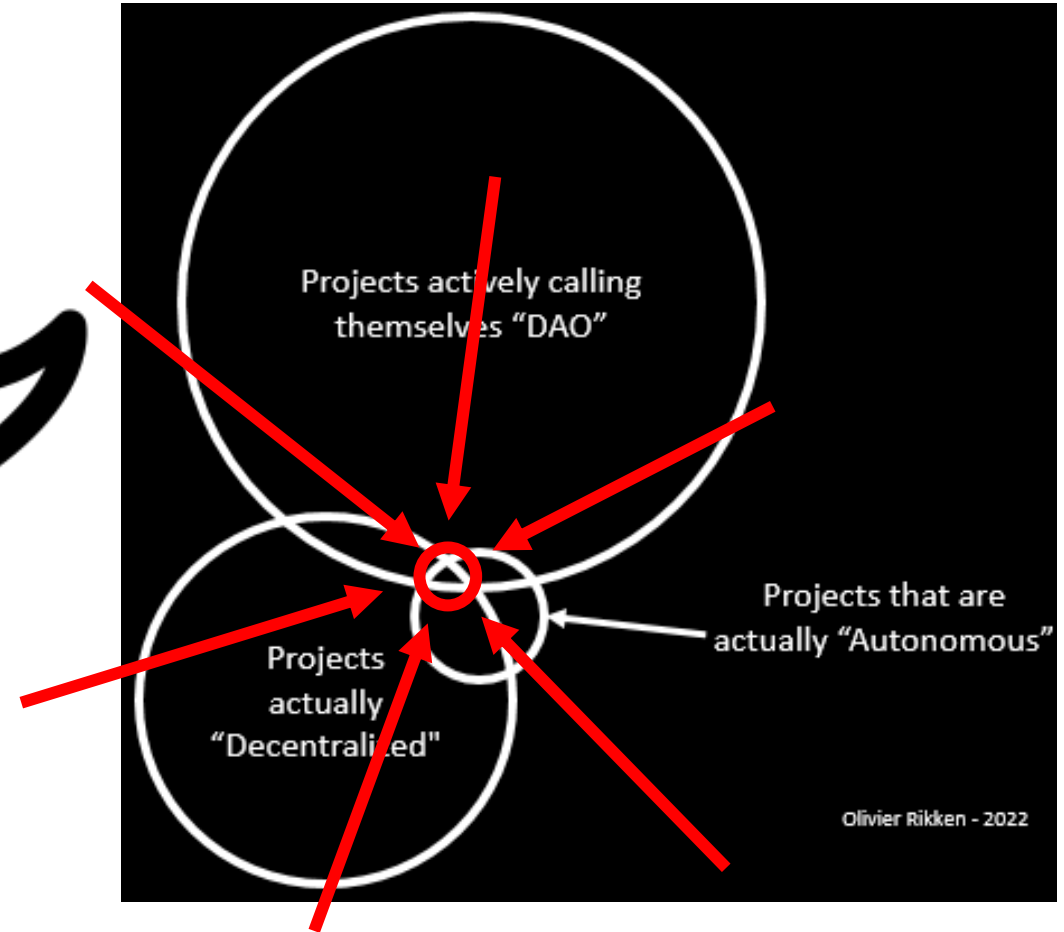 Projects actively calling
themselves “DAO”
Projects that are
actually “Autonomous”
Projects
actually
“Decentralized"
Olivier Rikken - 2022